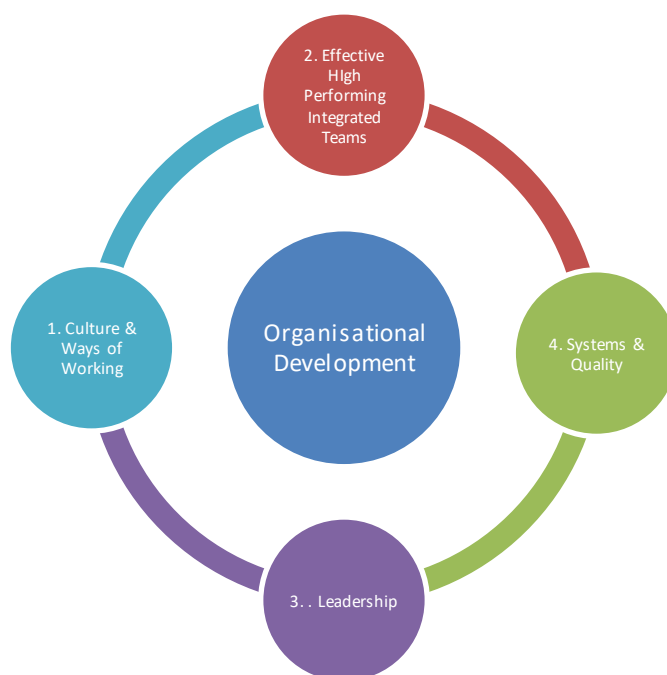 2. Effective
HIgh
Performing
Integrated
Teams
1. Culture &
Ways of
Working
Organisational
Development
4. Systems &
Quality
3. . Leadership